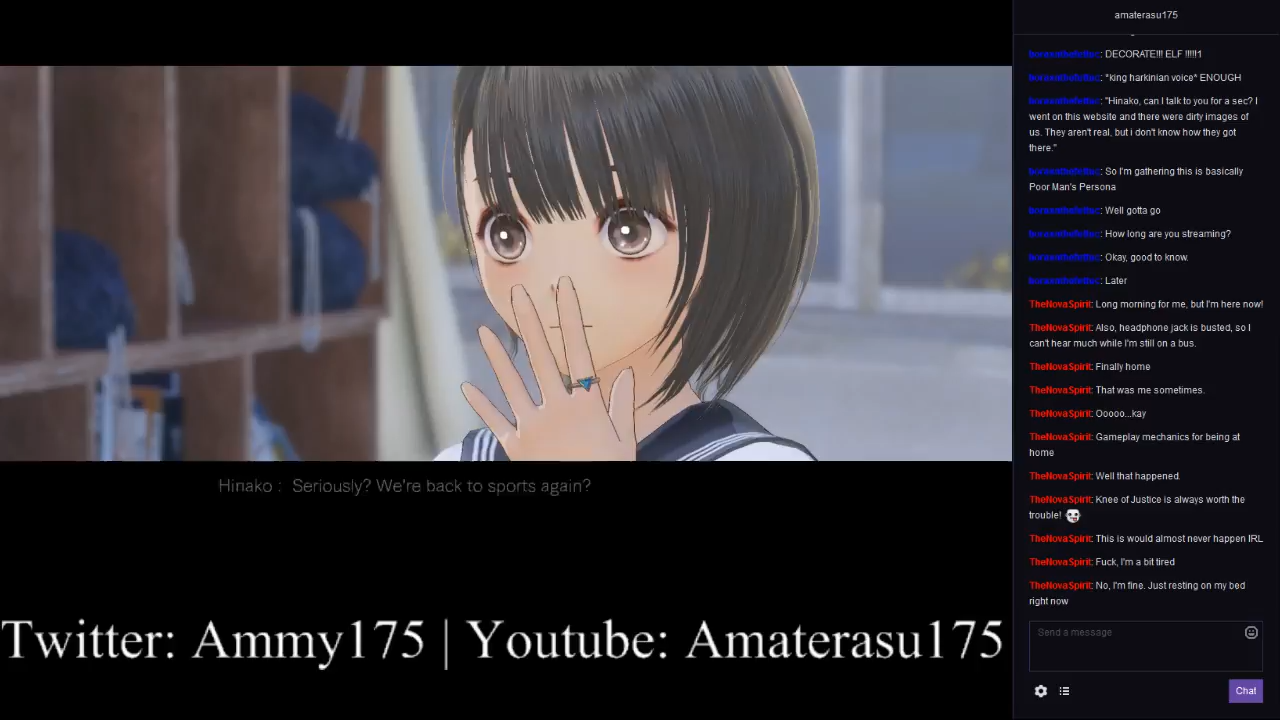 Hinako : Seriously? We're back to sports again?
Twitter: Ammy175 | Youtube: Amaterasu175
amaterasu175
: DECORATE!!! ELF !!!!!1
: *king harkinian voice* ENOUGH
: "Hinako, can I talk to you for a sec? I
went on this website and there were dirty images of
us. They aren't real, but i don't know how they got
there."
: So I'm gathering this is basically
Poor Man's Persona
: Well gotta go
: How long are you streaming?
: Okay, good to know.
: Later
TheNovaSpirit: Long morning for me, but I'm here now!
TheNovaSpirit: Also, headphone jack is busted, so I
can't hear much while I'm still on a bus.
TheNovaSpirit: Finally home
TheNovaSpirit: That was me sometimes.
TheNovaSpirit: Ooooo...kay
TheNovaSpirit: Gameplay mechanics for being at
home
TheNovaSpirit: Well that happened.
TheNovaSpirit: Knee of Justice is always worth the
trouble!
TheNovaSpirit: This is would almost never happen IRL
TheNovaSpirit: Fuck, I'm a bit tired
TheNovaSpirit: No, I'm fine. Just resting on my bed
right now
Send a message
Chat